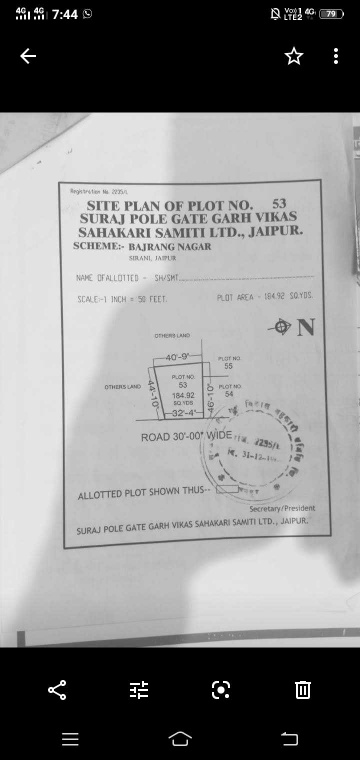 4G 4G 7:44
Vo) 1 4G
LTE2
79
Registration No. 2235/L
SITE PLAN OF PLOT NO. 53
SURAJ POLE GATE GARH VIKAS
SAHAKARI SAMITI LTD., JAIPUR.
SCHEME:- BAJRANG NAGAR
SIRANI, JAIPUR
NAME OFALLOTTED - SH/SMT
SCALE:-1 INCH = 50 FEET.
PLOT AREA - 184.92 SQ.YDS
N
OTHERS LAND
40'-9"
PLOT NO.
55
OTHERS LAND
44'-10"
PLOT NO.
53
184.92
SQ.YDS
46'-10"
PLOT NO.
54
32'-4"
ROAD 30'-00" WIDE
ALLOTTED PLOT SHOWN THUS--
Secretary/President
SURAJ POLE GATE GARH VIKAS SAHAKARI SAMITI LTD., JAIPUR.